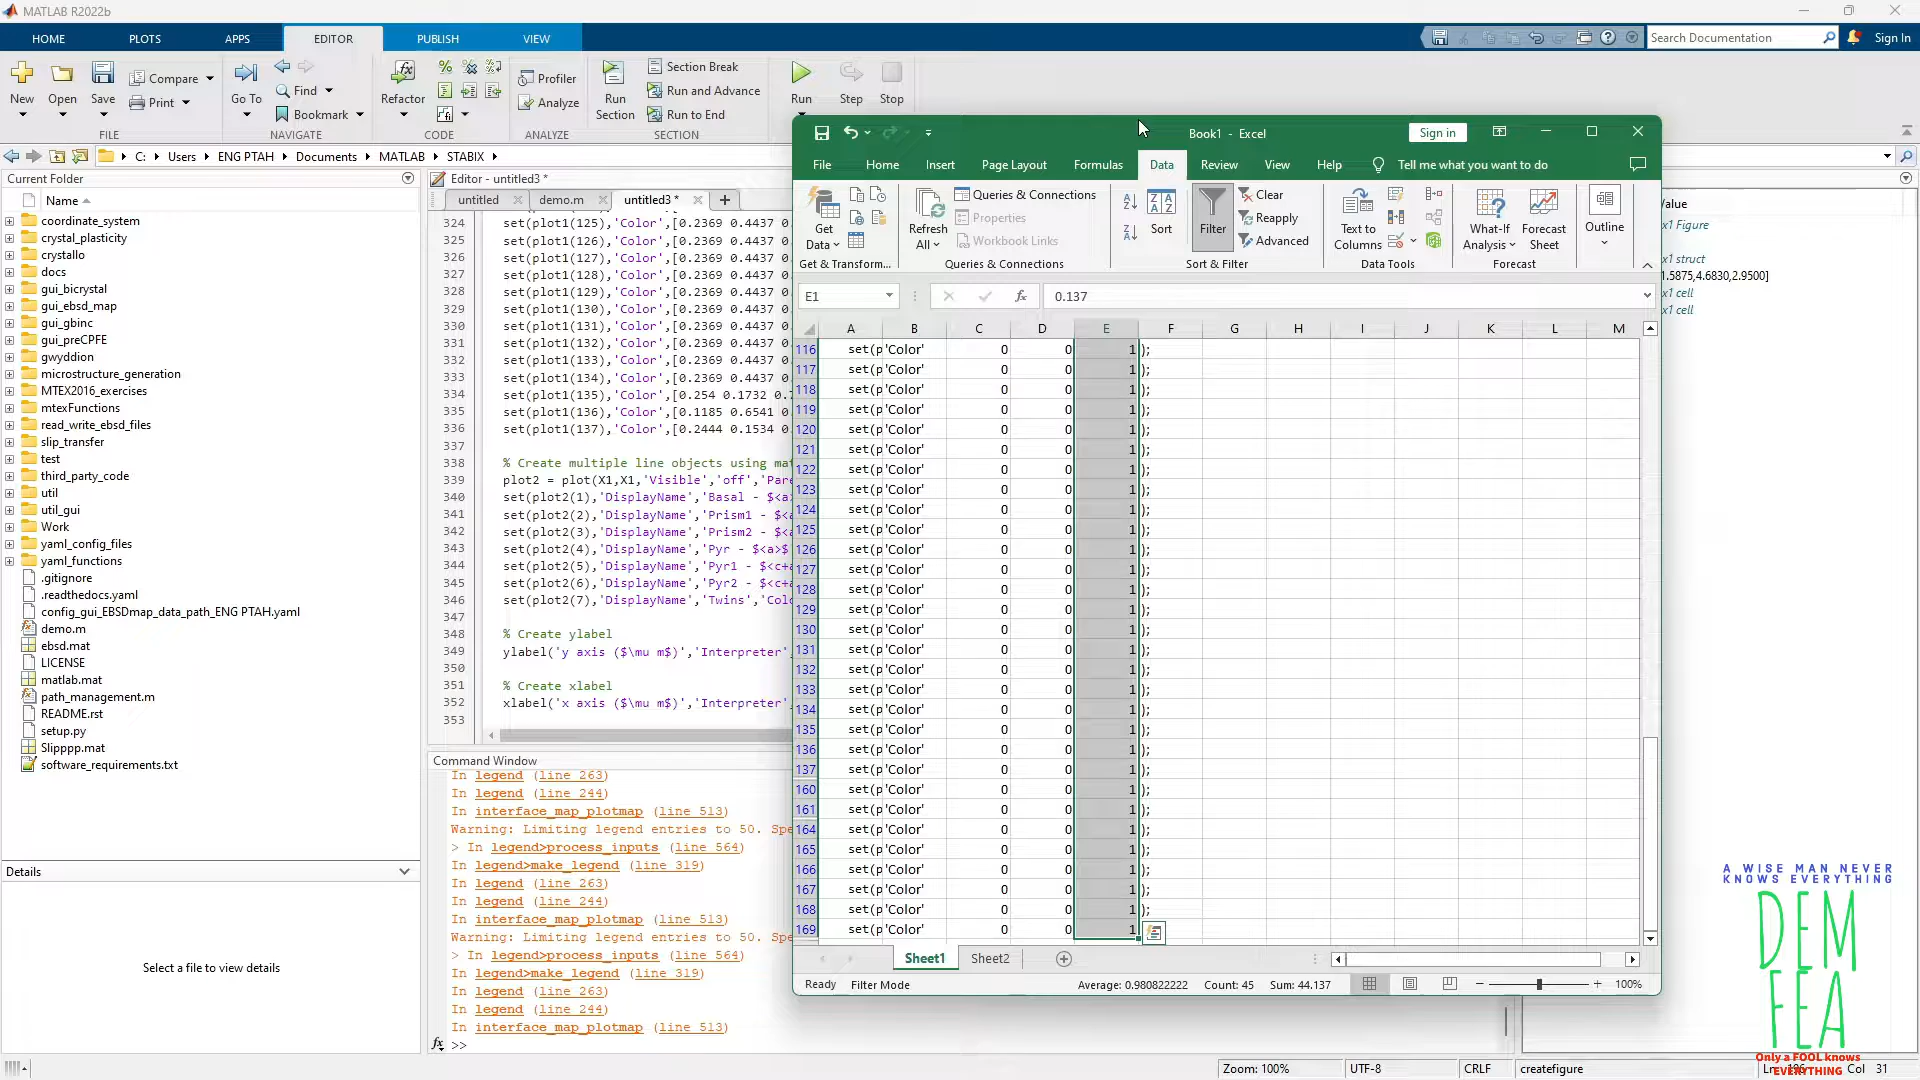 MATLAB R2022b
HOME PLOTS APPS EDITOR PUBLISH VIEW
Search Documentation
Sign In
New Open Save Compare Print
FILE
Go To Find Bookmark
NAVIGATE
Refactor
CODE
Profiler
Analyze
ANALYZE
Run Section
Section Break
Run and Advance
Run to End
SECTION
Run Step Stop
C: Users ENG PTAH Documents MATLAB STABIX
Current Folder
Name
coordinate_system
crystal_plasticity
crystallo
docs
gui_bicrystal
gui_ebsd_map
gui_gbinc
gui_preCPFE
gwyddion
microstructure_generation
MTEX2016_exercises
mtexFunctions
read_write_ebsd_files
slip_transfer
test
third_party_code
util
util_gui
Work
yaml_config_files
yaml_functions
.gitignore
.readthedocs.yaml
config_gui_EBSDmap_data_path_ENG PTAH.yaml
demo.m
ebsd.mat
LICENSE
matlab.mat
path_management.m
README.rst
setup.py
Slipppp.mat
software_requirements.txt
Details
Select a file to view details
Editor - untitled3 *
untitled demo.m untitled3 *
324 set(plot1(125),'Color',[0.2369 0.4437 0
325 set(plot1(126),'Color',[0.2369 0.4437 0.
326 set(plot1(127),'Color',[0.2369 0.4437 0.
327 set(plot1(128),'Color',[0.2369 0.4437 0.
328 set(plot1(129),'Color',[0.2369 0.4437 0.
329 set(plot1(130),'Color',[0.2369 0.4437 0.
330 set(plot1(131),'Color',[0.2369 0.4437 0.
331 set(plot1(132),'Color',[0.2369 0.4437 0.
332 set(plot1(133),'Color',[0.2369 0.4437 0.
333 set(plot1(134),'Color',[0.2369 0.4437 0.
334 set(plot1(135),'Color',[0.254 0.1732 0.7
335 set(plot1(136),'Color',[0.1185 0.6541 0.
336 set(plot1(137),'Color',[0.2444 0.1534 0.
337
338 % Create multiple line objects using mat
339 plot2 = plot(X1,X1,'Visible','off','Pare
340 set(plot2(1),'DisplayName','Basal - $<a>
341 set(plot2(2),'DisplayName','Prism1 - $<a
342 set(plot2(3),'DisplayName','Prism2 - $<a
343 set(plot2(4),'DisplayName','Pyr - $<a>$
344 set(plot2(5),'DisplayName','Pyr1 - $<c+a
345 set(plot2(6),'DisplayName','Pyr2 - $<c+a
346 set(plot2(7),'DisplayName','Twins','Colo
347
348 % Create ylabel
349 ylabel('y axis ($\mu m$)','Interpreter',
350
351 % Create xlabel
352 xlabel('x axis ($\mu m$)','Interpreter',
353
Command Window
In legend (line 263)
In legend (line 244)
In interface_map_plotmap (line 513)
Warning: Limiting legend entries to 50. Spe
> In legend>process_inputs (line 564)
In legend>make_legend (line 319)
In legend (line 263)
In legend (line 244)
In interface_map_plotmap (line 513)
Warning: Limiting legend entries to 50. Spe
> In legend>process_inputs (line 564)
In legend>make_legend (line 319)
In legend (line 263)
In legend (line 244)
In interface_map_plotmap (line 513)
fx >>
Book1 - Excel
Sign in
File Home Insert Page Layout Formulas Data Review View Help Tell me what you want to do
Get Data
Get & Transform...
Refresh All
Queries & Connections
Properties
Workbook Links
Queries & Connections
Sort
Filter
Clear
Reapply
Advanced
Sort & Filter
Text to Columns
Data Tools
What-If Analysis
Forecast Sheet
Forecast
Outline
E1 fx 0.137
A B C D E F G H I J K L M
116 set(p 'Color' 0 0 1 );
117 set(p 'Color' 0 0 1 );
118 set(p 'Color' 0 0 1 );
119 set(p 'Color' 0 0 1 );
120 set(p 'Color' 0 0 1 );
121 set(p 'Color' 0 0 1 );
122 set(p 'Color' 0 0 1 );
123 set(p 'Color' 0 0 1 );
124 set(p 'Color' 0 0 1 );
125 set(p 'Color' 0 0 1 );
126 set(p 'Color' 0 0 1 );
127 set(p 'Color' 0 0 1 );
128 set(p 'Color' 0 0 1 );
129 set(p 'Color' 0 0 1 );
130 set(p 'Color' 0 0 1 );
131 set(p 'Color' 0 0 1 );
132 set(p 'Color' 0 0 1 );
133 set(p 'Color' 0 0 1 );
134 set(p 'Color' 0 0 1 );
135 set(p 'Color' 0 0 1 );
136 set(p 'Color' 0 0 1 );
137 set(p 'Color' 0 0 1 );
160 set(p 'Color' 0 0 1 );
161 set(p 'Color' 0 0 1 );
164 set(p 'Color' 0 0 1 );
165 set(p 'Color' 0 0 1 );
166 set(p 'Color' 0 0 1 );
167 set(p 'Color' 0 0 1 );
168 set(p 'Color' 0 0 1 );
169 set(p 'Color' 0 0 1
Sheet1 Sheet2
Ready Filter Mode Average: 0.980822222 Count: 45 Sum: 44.137 100%
Value
x1 Figure
x1 struct
1.5875,4.6830,2.9500]
x1 cell
x1 cell
A WISE MAN NEVER
KNOWS EVERYTHING
DEM
FEA
Only a FOOL knows
EVERYTHING
Zoom: 100% UTF-8 CRLF createfigure Col 31